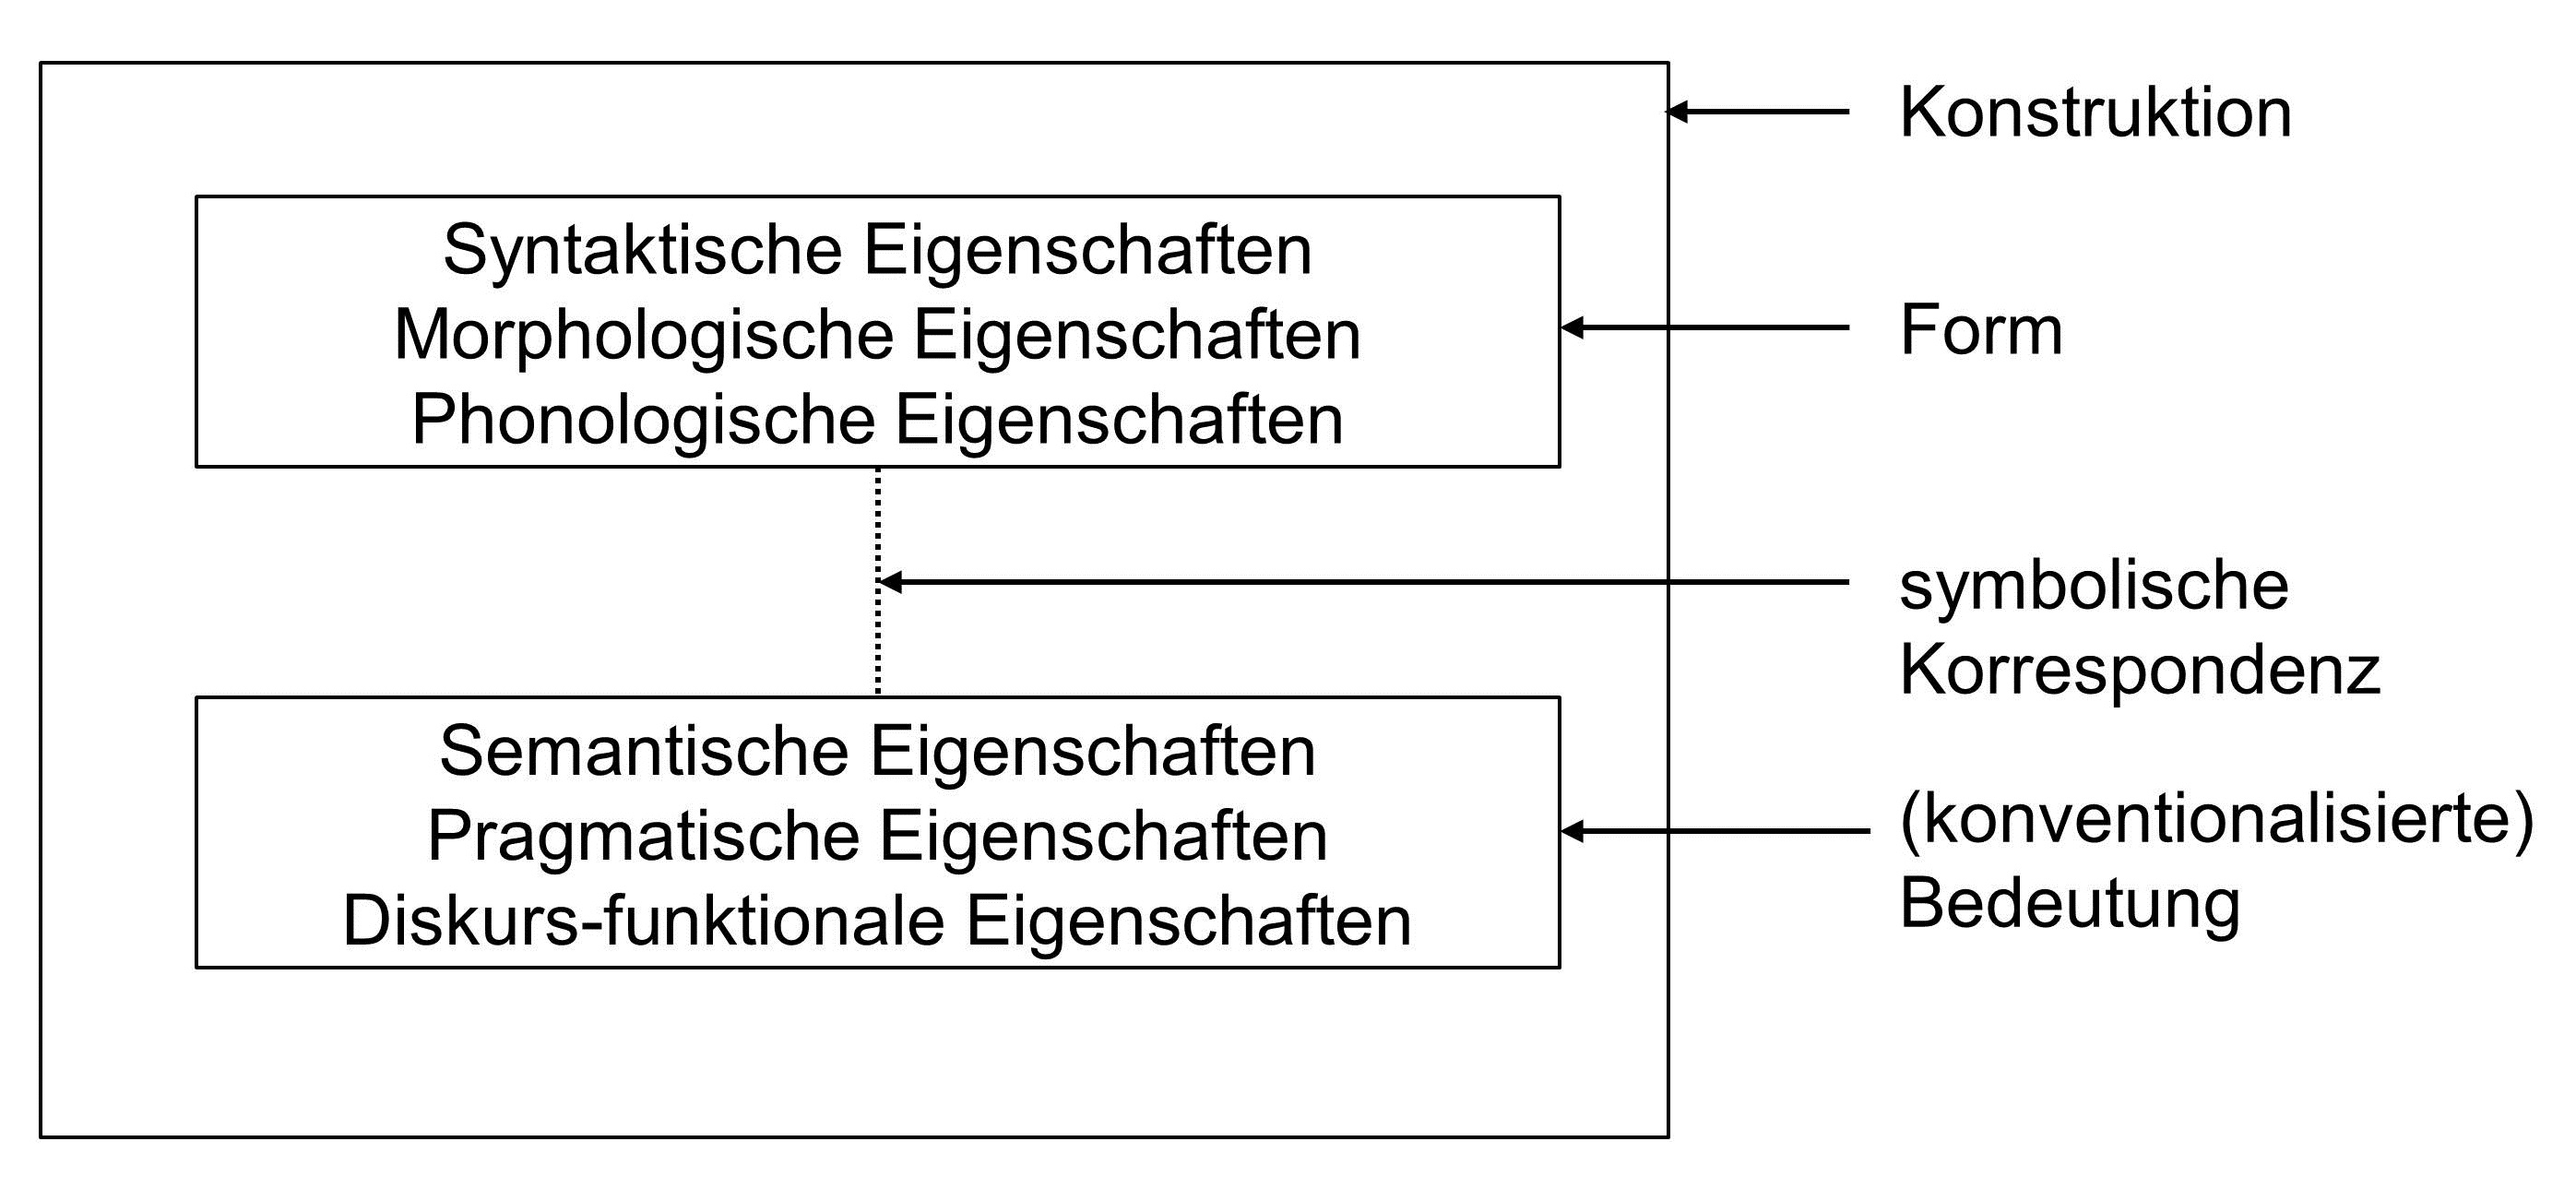 Konstruktion
Syntaktische Eigenschaften
Morphologische Eigenschaften
Phonologische Eigenschaften
Form
symbolische
Korrespondenz
Semantische Eigenschaften
Pragmatische Eigenschaften
Diskurs-funktionale Eigenschaften
(konventionalisierte)
Bedeutung